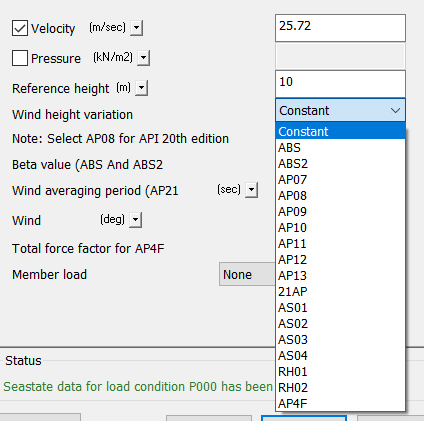 Velocity (m/sec) 25.72
Pressure (kN/m2)
Reference height (m) 10
Wind height variation Constant
Note: Select AP08 for API 20th edition
Beta value (ABS And ABS2
Wind averaging period (AP21 (sec)
Wind (deg)
Total force factor for AP4F
Member load None
Constant
ABS
ABS2
AP07
AP08
AP09
AP10
AP11
AP12
AP13
21AP
AS01
AS02
AS03
AS04
RH01
RH02
AP4F
Status
Seastate data for load condition P000 has been